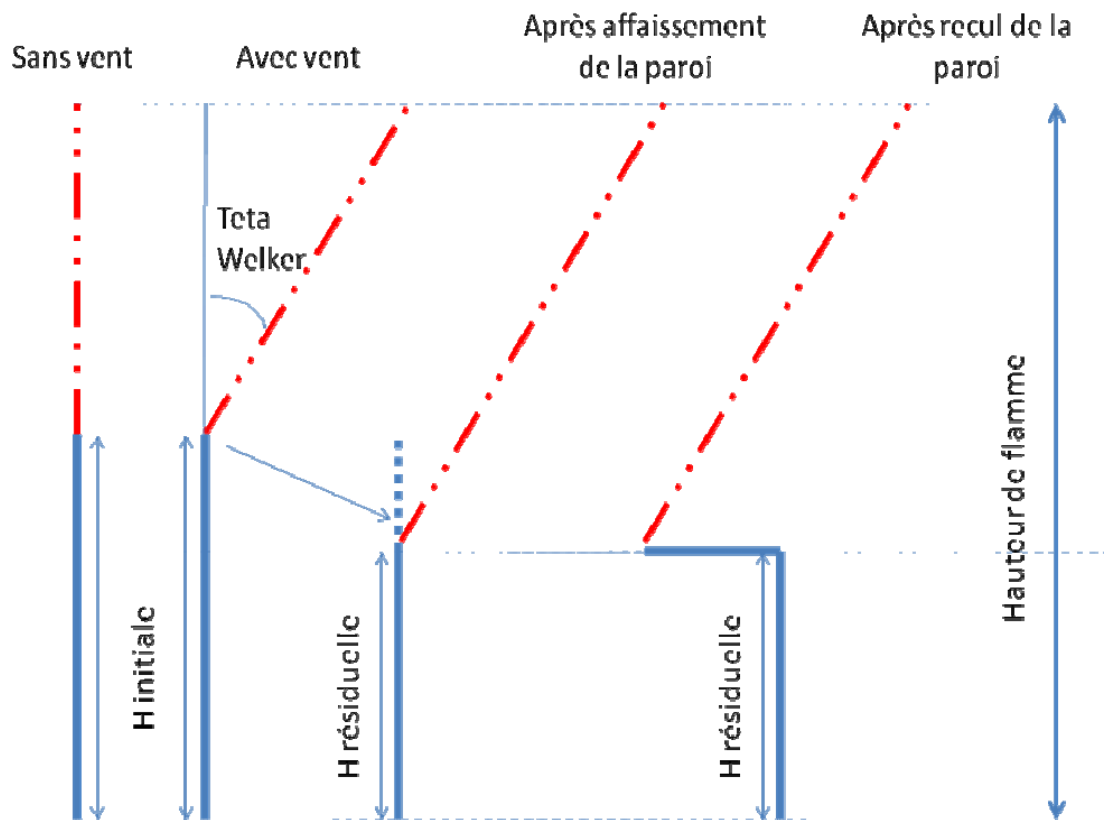 Sans vent
Avec vent
Après affaissement
de la paroi
Après recul de la
paroi
Teta
Welker
H initiale
H résiduelle
H résiduelle
Hauteur de flamme